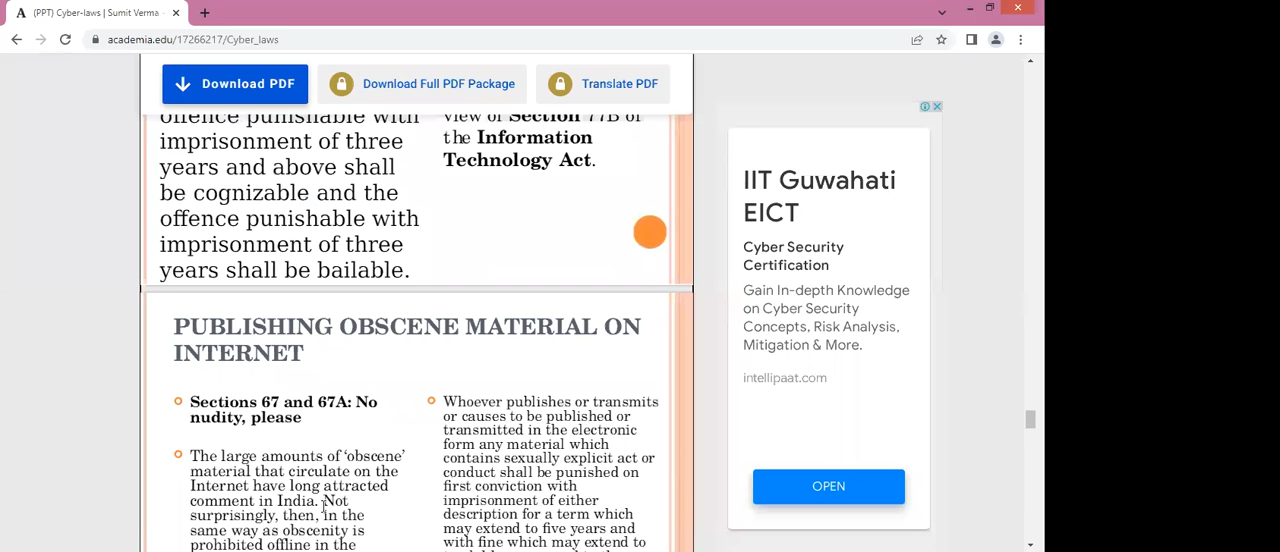 (PPT) Cyber-laws | Sumit Verma
academia.edu/17266217/Cyber_laws
Download PDF
Download Full PDF Package
Translate PDF
offence punishable with
imprisonment of three
years and above shall
be cognizable and the
offence punishable with
imprisonment of three
years shall be bailable.
view of Section 77B of
the Information
Technology Act.
PUBLISHING OBSCENE MATERIAL ON
INTERNET
Sections 67 and 67A: No
nudity, please
The large amounts of ‘obscene’
material that circulate on the
Internet have long attracted
comment in India. Not
surprisingly, then, in the
same way as obscenity is
prohibited offline in the
Whoever publishes or transmits
or causes to be published or
transmitted in the electronic
form any material which
contains sexually explicit act or
conduct shall be punished on
first conviction with
imprisonment of either
description for a term which
may extend to five years and
with fine which may extend to
IIT Guwahati
EICT
Cyber Security
Certification
Gain In-depth Knowledge
on Cyber Security
Concepts, Risk Analysis,
Mitigation & More.
intellipaat.com
OPEN